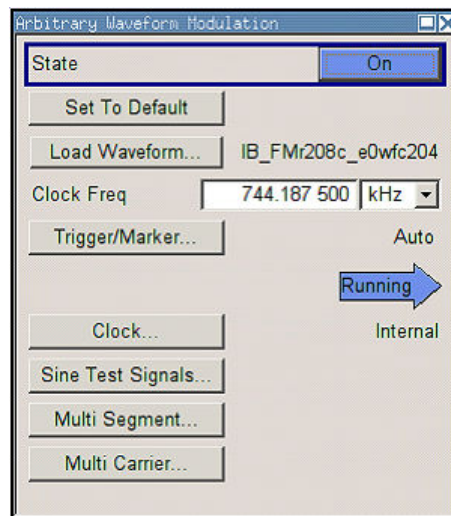 Arbitrary Waveform Modulation
State On
Set To Default
Load Waveform... IB_FMr208c_e0wfc204
Clock Freq 744.187 500 kHz
Trigger/Marker... Auto
Running
Clock... Internal
Sine Test Signals...
Multi Segment...
Multi Carrier...